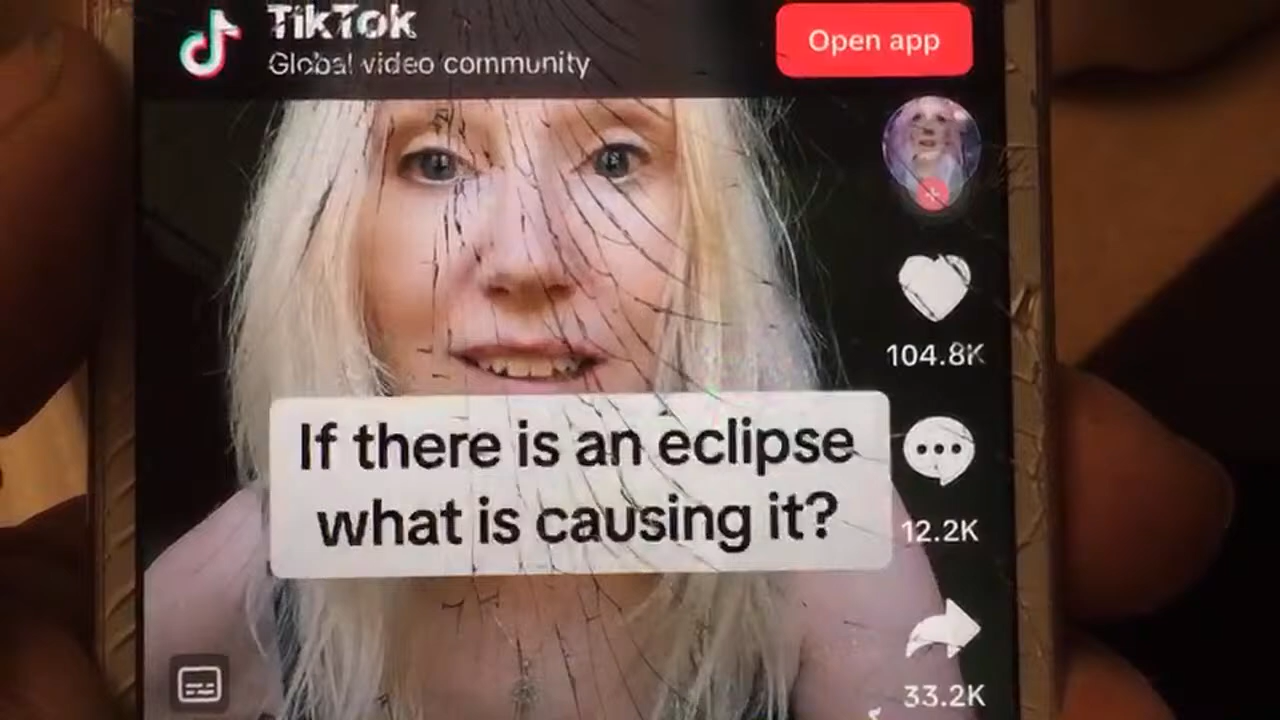 TikTok
Global video community
Open app
104.8K
If there is an eclipse
what is causing it?
12.2K
33.2K